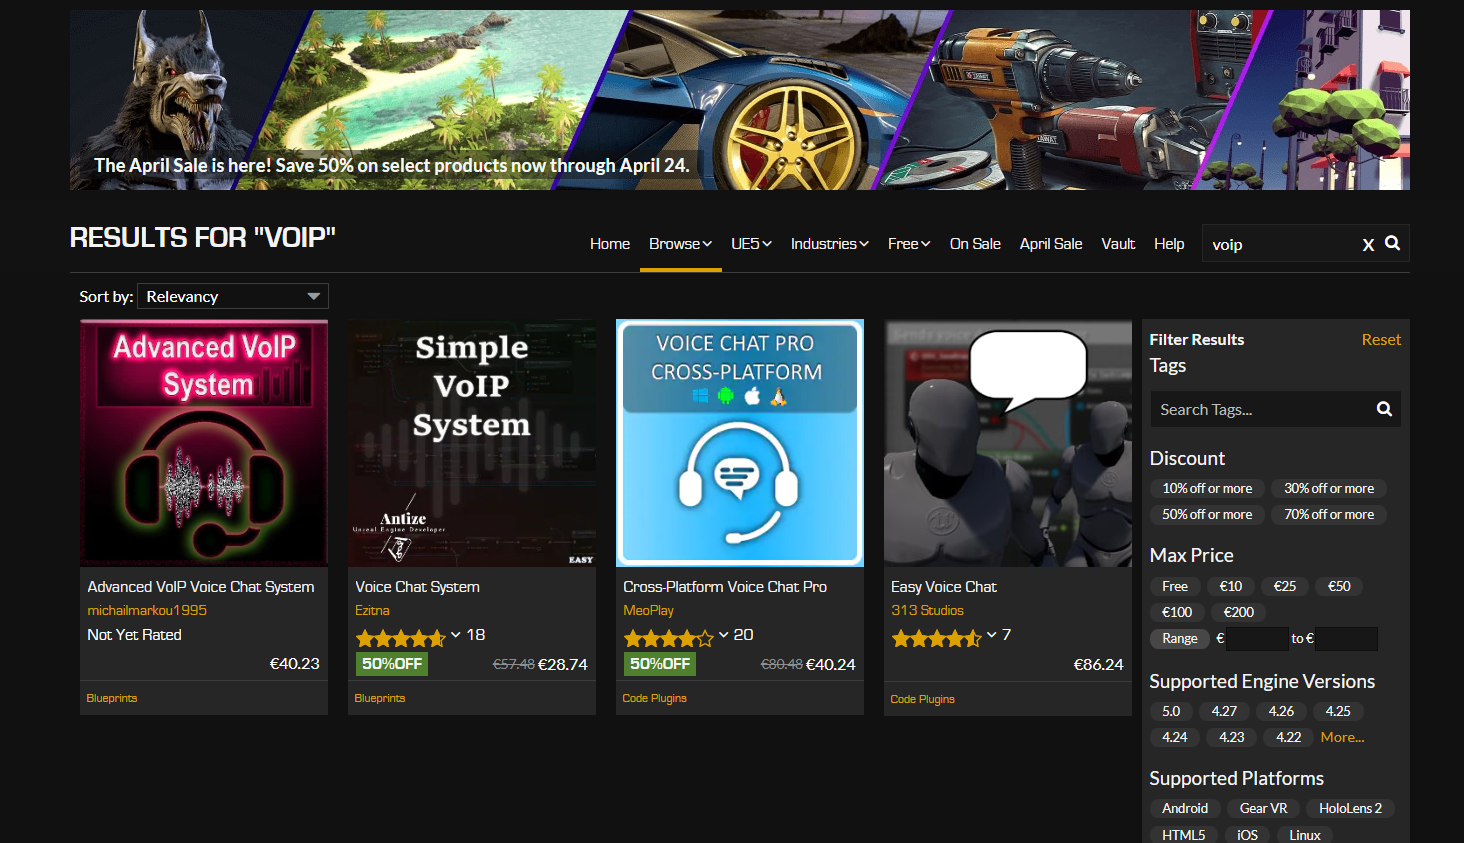 The April Sale is here! Save 50% on select products now through April 24.
RESULTS FOR "VOIP"
Home Browse UE5 Industries Free On Sale April Sale Vault Help voip X
Sort by: Relevancy
Advanced VoIP
System
Simple
VoIP
System
Antize
Unreal Engine Developer
EASY
VOICE CHAT PRO
CROSS-PLATFORM
Advanced VoIP Voice Chat System
michailmarkou1995
Not Yet Rated
€40.23
Blueprints
Voice Chat System
Ezitna
18
50%OFF €57.48 €28.74
Blueprints
Cross-Platform Voice Chat Pro
MeoPlay
20
50%OFF €80.48 €40.24
Code Plugins
Easy Voice Chat
313 Studios
7
€86.24
Code Plugins
Filter Results Reset
Tags
Search Tags...
Discount
10% off or more 30% off or more
50% off or more 70% off or more
Max Price
Free €10 €25 €50
€100 €200
Range € to €
Supported Engine Versions
5.0 4.27 4.26 4.25
4.24 4.23 4.22 More...
Supported Platforms
Android Gear VR HoloLens 2
HTML5 iOS Linux